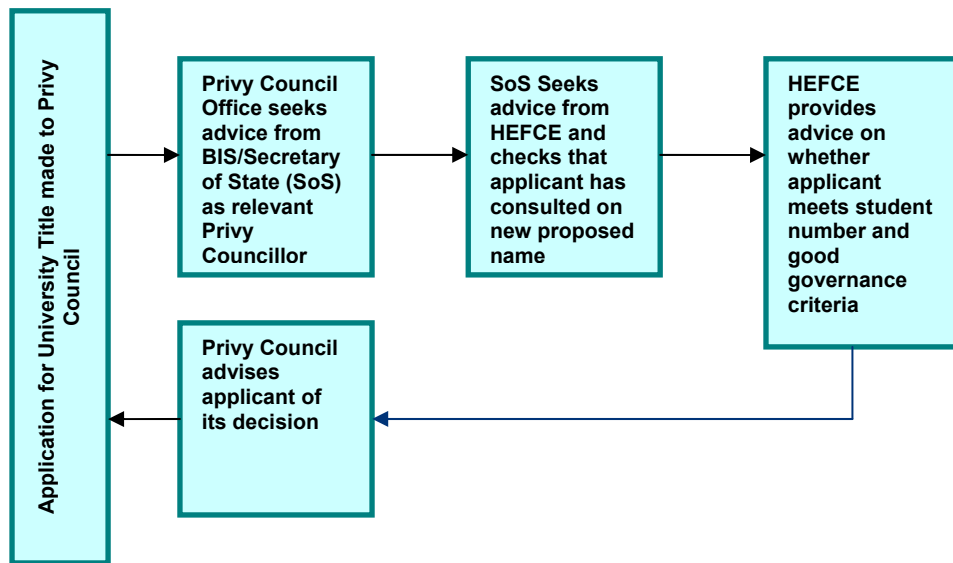 Application for University Title made to Privy
Council
Privy Council
Office seeks
advice from
BIS/Secretary
of State (SoS)
as relevant
Privy
Councillor
SoS Seeks
advice from
HEFCE and
checks that
applicant has
consulted on
new proposed
name
HEFCE
provides
advice on
whether
applicant
meets student
number and
good
governance
criteria
Privy Council
advises
applicant of
its decision